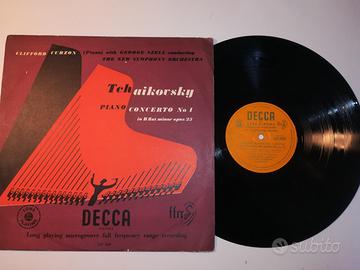 CLIFFORD CURZON (Piano) with GEORGE SZELL conducting
THE NEW SYMPHONY ORCHESTRA
Tchaikovsky
PIANO CONCERTO No 1
in B flat minor opus 23
DECCA
ffrr
Long playing microgroove full frequency range recording
DECCA
subito